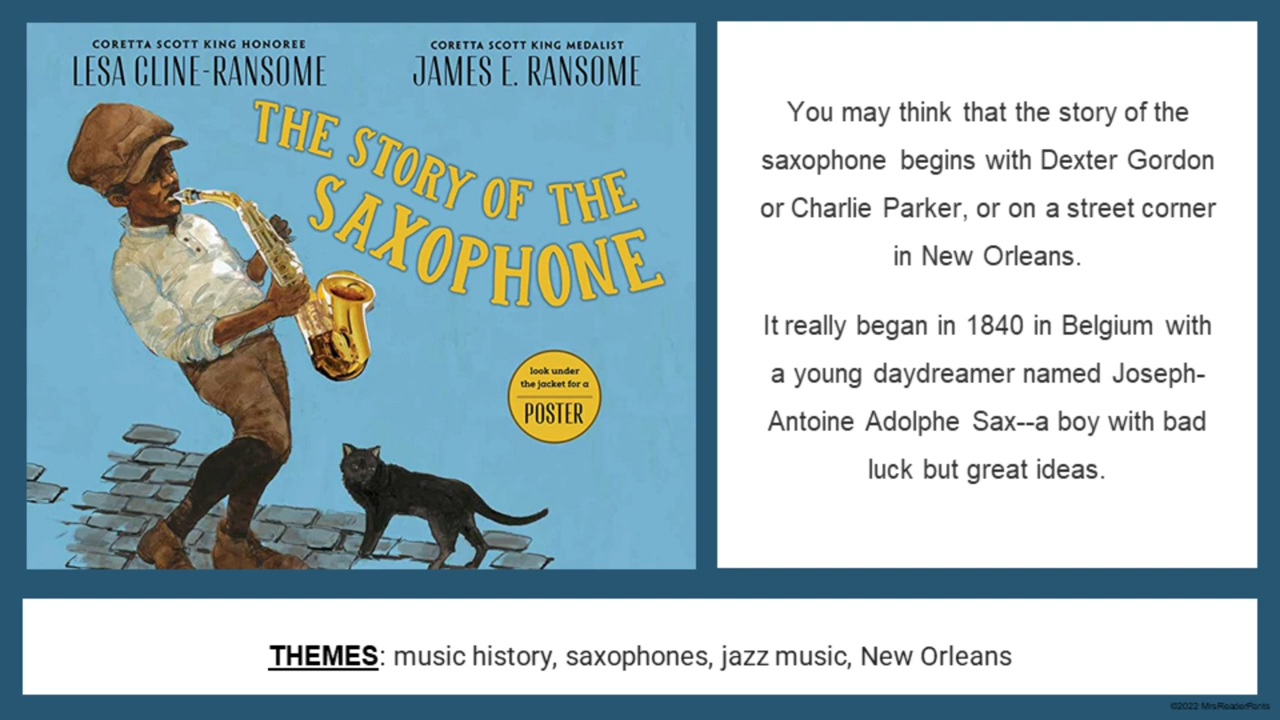 CORETTA SCOTT KING HONOREE
LESA CLINE-RANSOME
CORETTA SCOTT KING MEDALIST
JAMES E. RANSOME
THE STORY OF THE
SAXOPHONE
look under
the jacket for a
POSTER
You may think that the story of the
saxophone begins with Dexter Gordon
or Charlie Parker, or on a street corner
in New Orleans.
It really began in 1840 in Belgium with
a young daydreamer named Joseph-
Antoine Adolphe Sax--a boy with bad
luck but great ideas.
THEMES: music history, saxophones, jazz music, New Orleans
©2022 MrsReaderPants